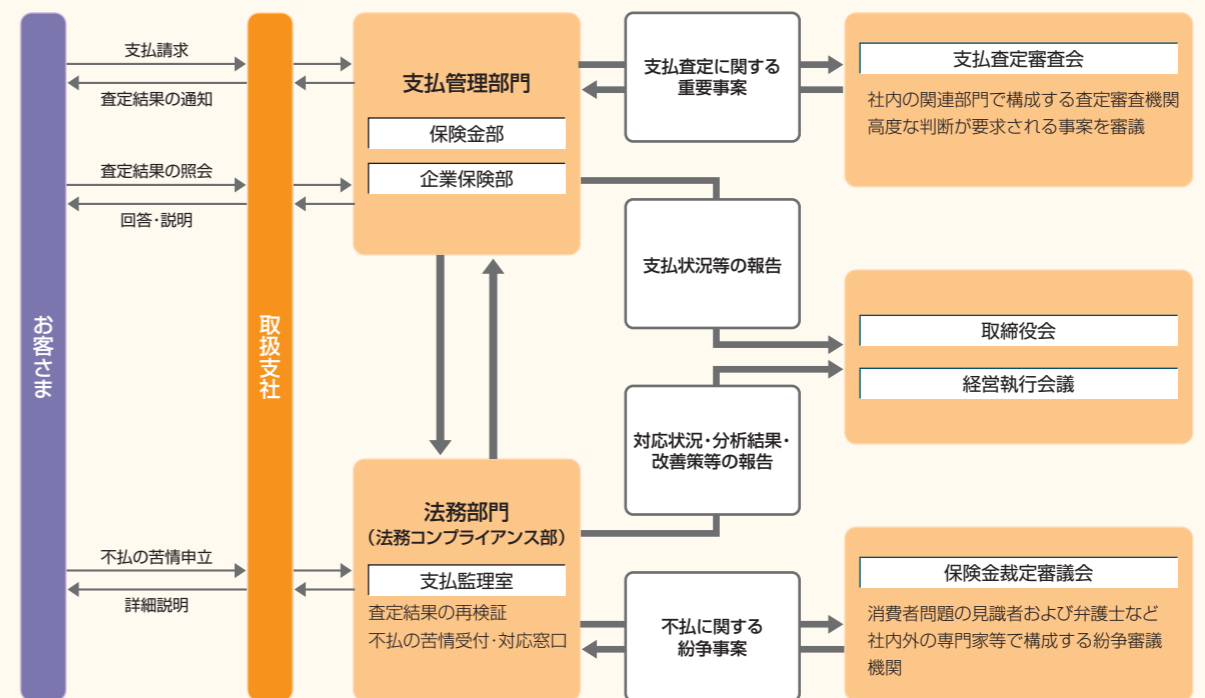 お客さま
取扱支社
支払請求
査定結果の通知
査定結果の照会
回答・説明
不払の苦情申立
詳細説明
支払管理部門
保険金部
企業保険部
法務部門
（法務コンプライアンス部）
支払監理室
査定結果の再検証
不払の苦情受付・対応窓口
支払査定に関する
重要事案
支払状況等の報告
対応状況・分析結果・
改善策等の報告
不払に関する
紛争事案
支払査定審査会
社内の関連部門で構成する査定審査機関
高度な判断が要求される事案を審議
取締役会
経営執行会議
保険金裁定審議会
消費者問題の見識者および弁護士など
社内外の専門家等で構成する紛争審議
機関